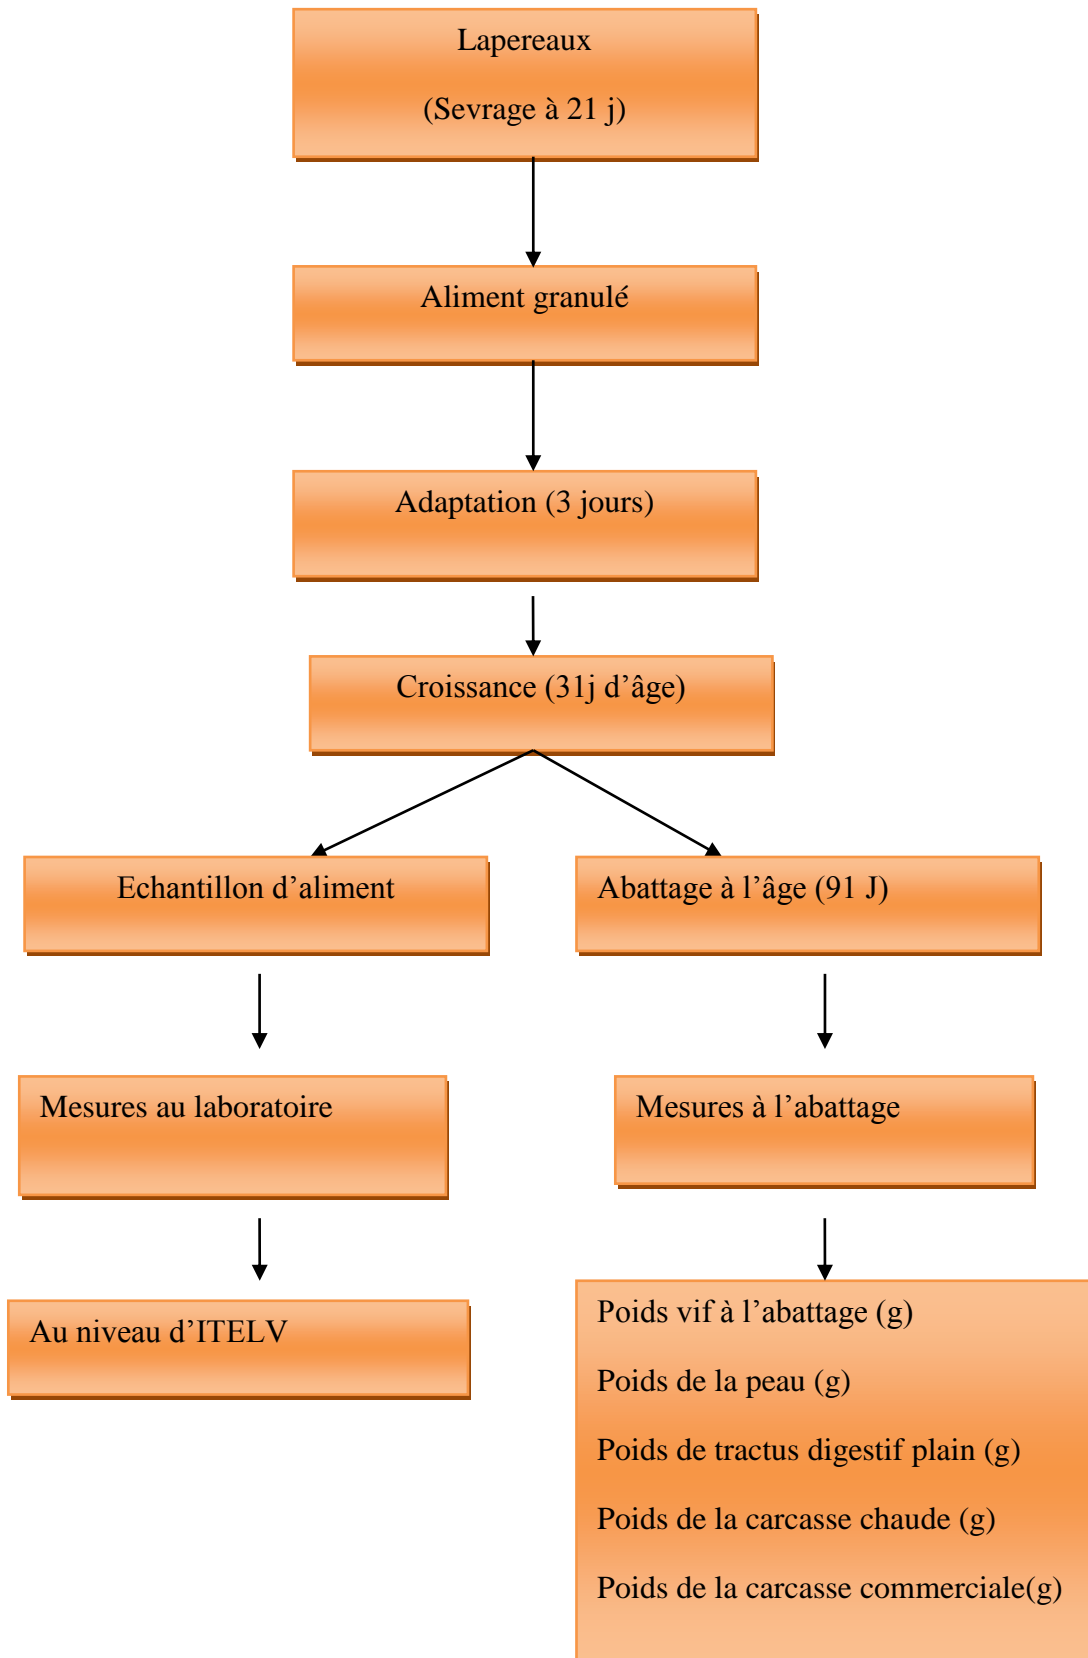 Lapereaux
(Sevrage à 21 j)
Aliment granulé
Adaptation (3 jours)
Croissance (31j d’âge)
Echantillon d’aliment
Abattage à l’âge (91 J)
Mesures au laboratoire
Mesures à l’abattage
Au niveau d’ITELV
Poids vif à l’abattage (g)
Poids de la peau (g)
Poids de tractus digestif plain (g)
Poids de la carcasse chaude (g)
Poids de la carcasse commerciale(g)